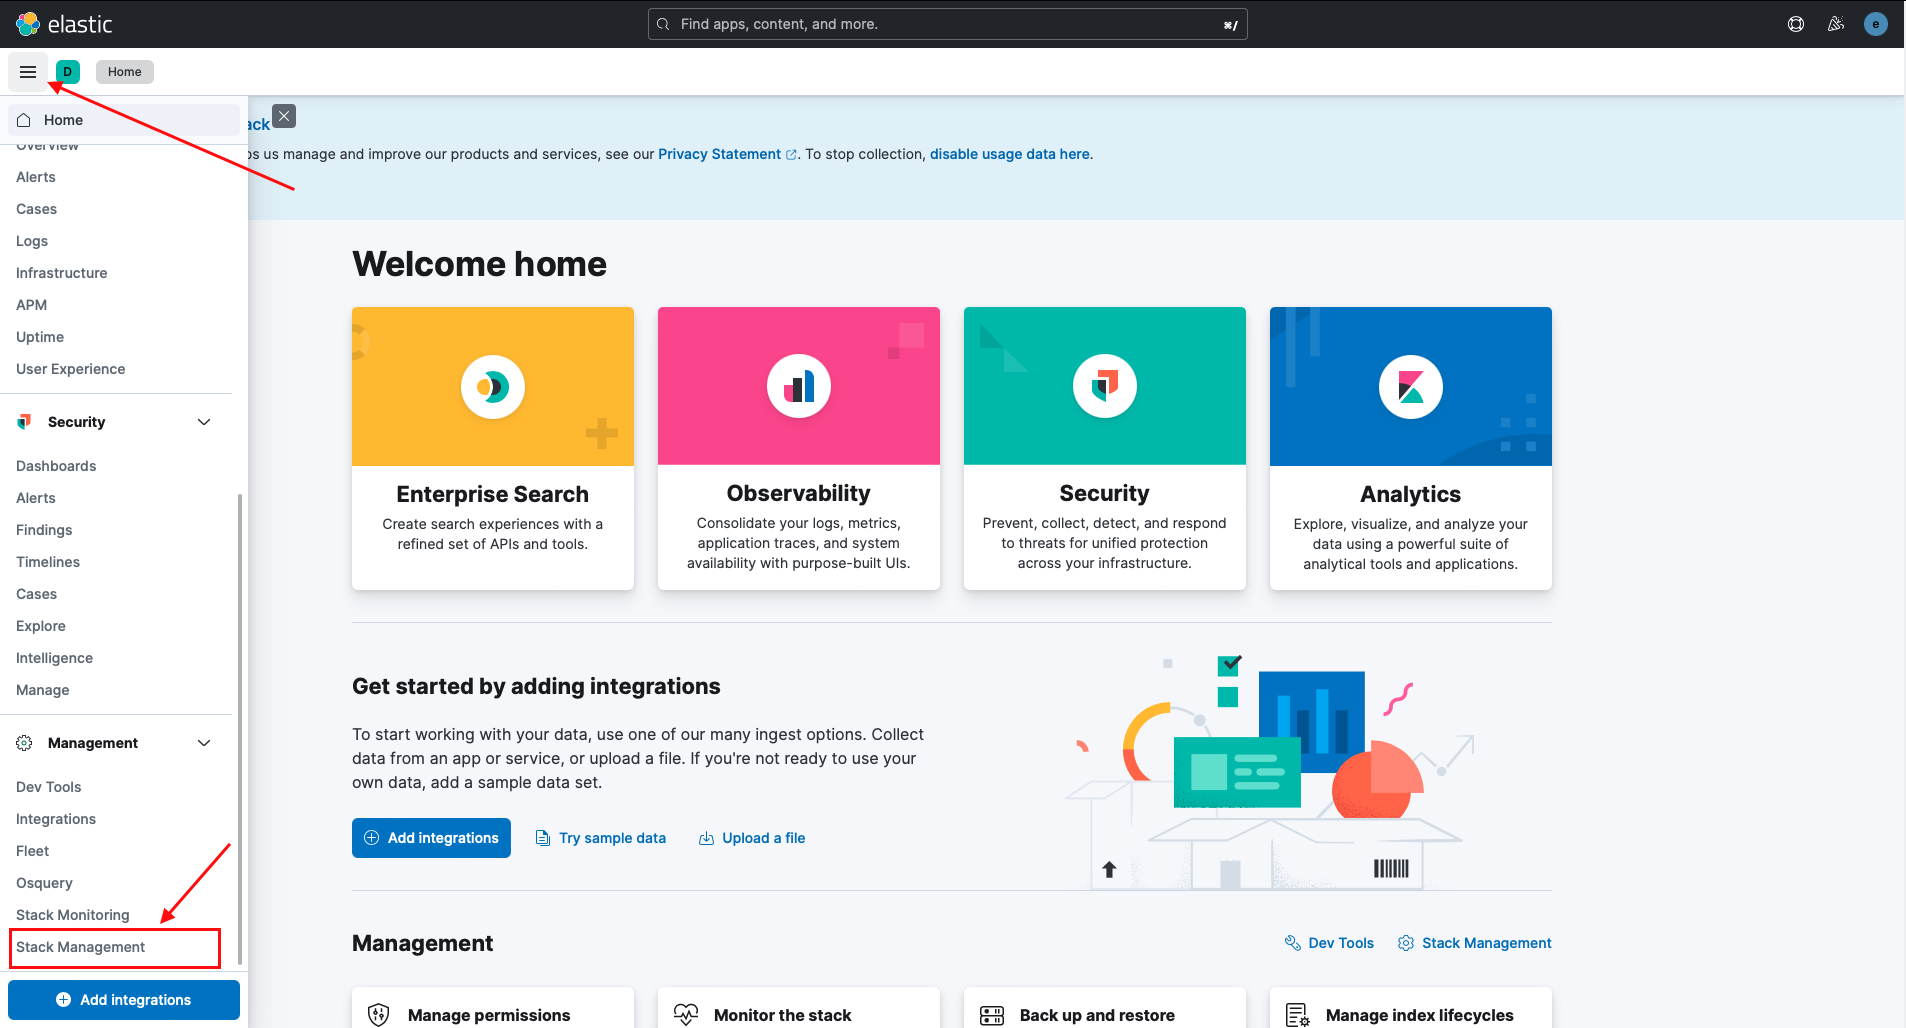 elastic
Find apps, content, and more.
⌘/
e
D
Home
Home
Overview
Alerts
Cases
Logs
Infrastructure
APM
Uptime
User Experience
Security
Dashboards
Alerts
Findings
Timelines
Cases
Explore
Intelligence
Manage
Management
Dev Tools
Integrations
Fleet
Osquery
Stack Monitoring
Stack Management
Add integrations
ack
ps us manage and improve our products and services, see our Privacy Statement. To stop collection, disable usage data here.
Welcome home
Enterprise Search
Create search experiences with a
refined set of APIs and tools.
Observability
Consolidate your logs, metrics,
application traces, and system
availability with purpose-built UIs.
Security
Prevent, collect, detect, and respond
to threats for unified protection
across your infrastructure.
Analytics
Explore, visualize, and analyze your
data using a powerful suite of
analytical tools and applications.
Get started by adding integrations
To start working with your data, use one of our many ingest options. Collect
data from an app or service, or upload a file. If you're not ready to use your
own data, add a sample data set.
Add integrations
Try sample data
Upload a file
Management
Dev Tools
Stack Management
Manage permissions
Monitor the stack
Back up and restore
Manage index lifecycles